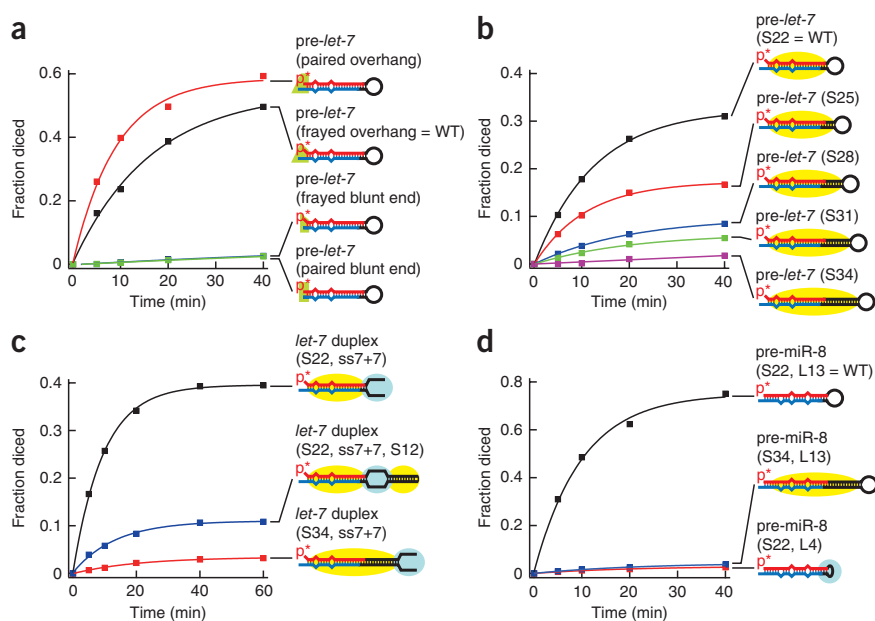 a
pre-let-7
(paired overhang)
p*
pre-let-7
(frayed overhang = WT)
p*
pre-let-7
(frayed blunt end)
p*
pre-let-7
(paired blunt end)
p*
Fraction diced
0.6
0.4
0.2
0
0 10 20 30 40
Time (min)
b
pre-let-7
(S22 = WT)
p*
pre-let-7 (S25)
p*
pre-let-7 (S28)
p*
pre-let-7 (S31)
p*
pre-let-7 (S34)
p*
Fraction diced
0.4
0.3
0.2
0.1
0
0 10 20 30 40
Time (min)
c
let-7 duplex
(S22, ss7+7)
p*
let-7 duplex
(S22, ss7+7, S12)
p*
let-7 duplex
(S34, ss7+7)
p*
Fraction diced
0.4
0.3
0.2
0.1
0
0 10 20 30 40 50 60
Time (min)
d
pre-miR-8
(S22, L13 = WT)
p*
pre-miR-8
(S34, L13)
p*
pre-miR-8
(S22, L4)
p*
Fraction diced
0.8
0.6
0.4
0.2
0
0 10 20 30 40
Time (min)